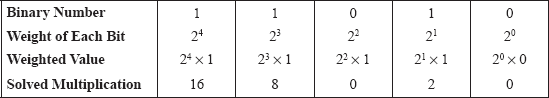 Binary Number 1 1 0 1 0
Weight of Each Bit 2⁴ 2³ 2² 2¹ 2⁰
Weighted Value 2⁴ × 1 2³ × 1 2² × 1 2¹ × 1 2⁰ × 0
Solved Multiplication 16 8 0 2 0